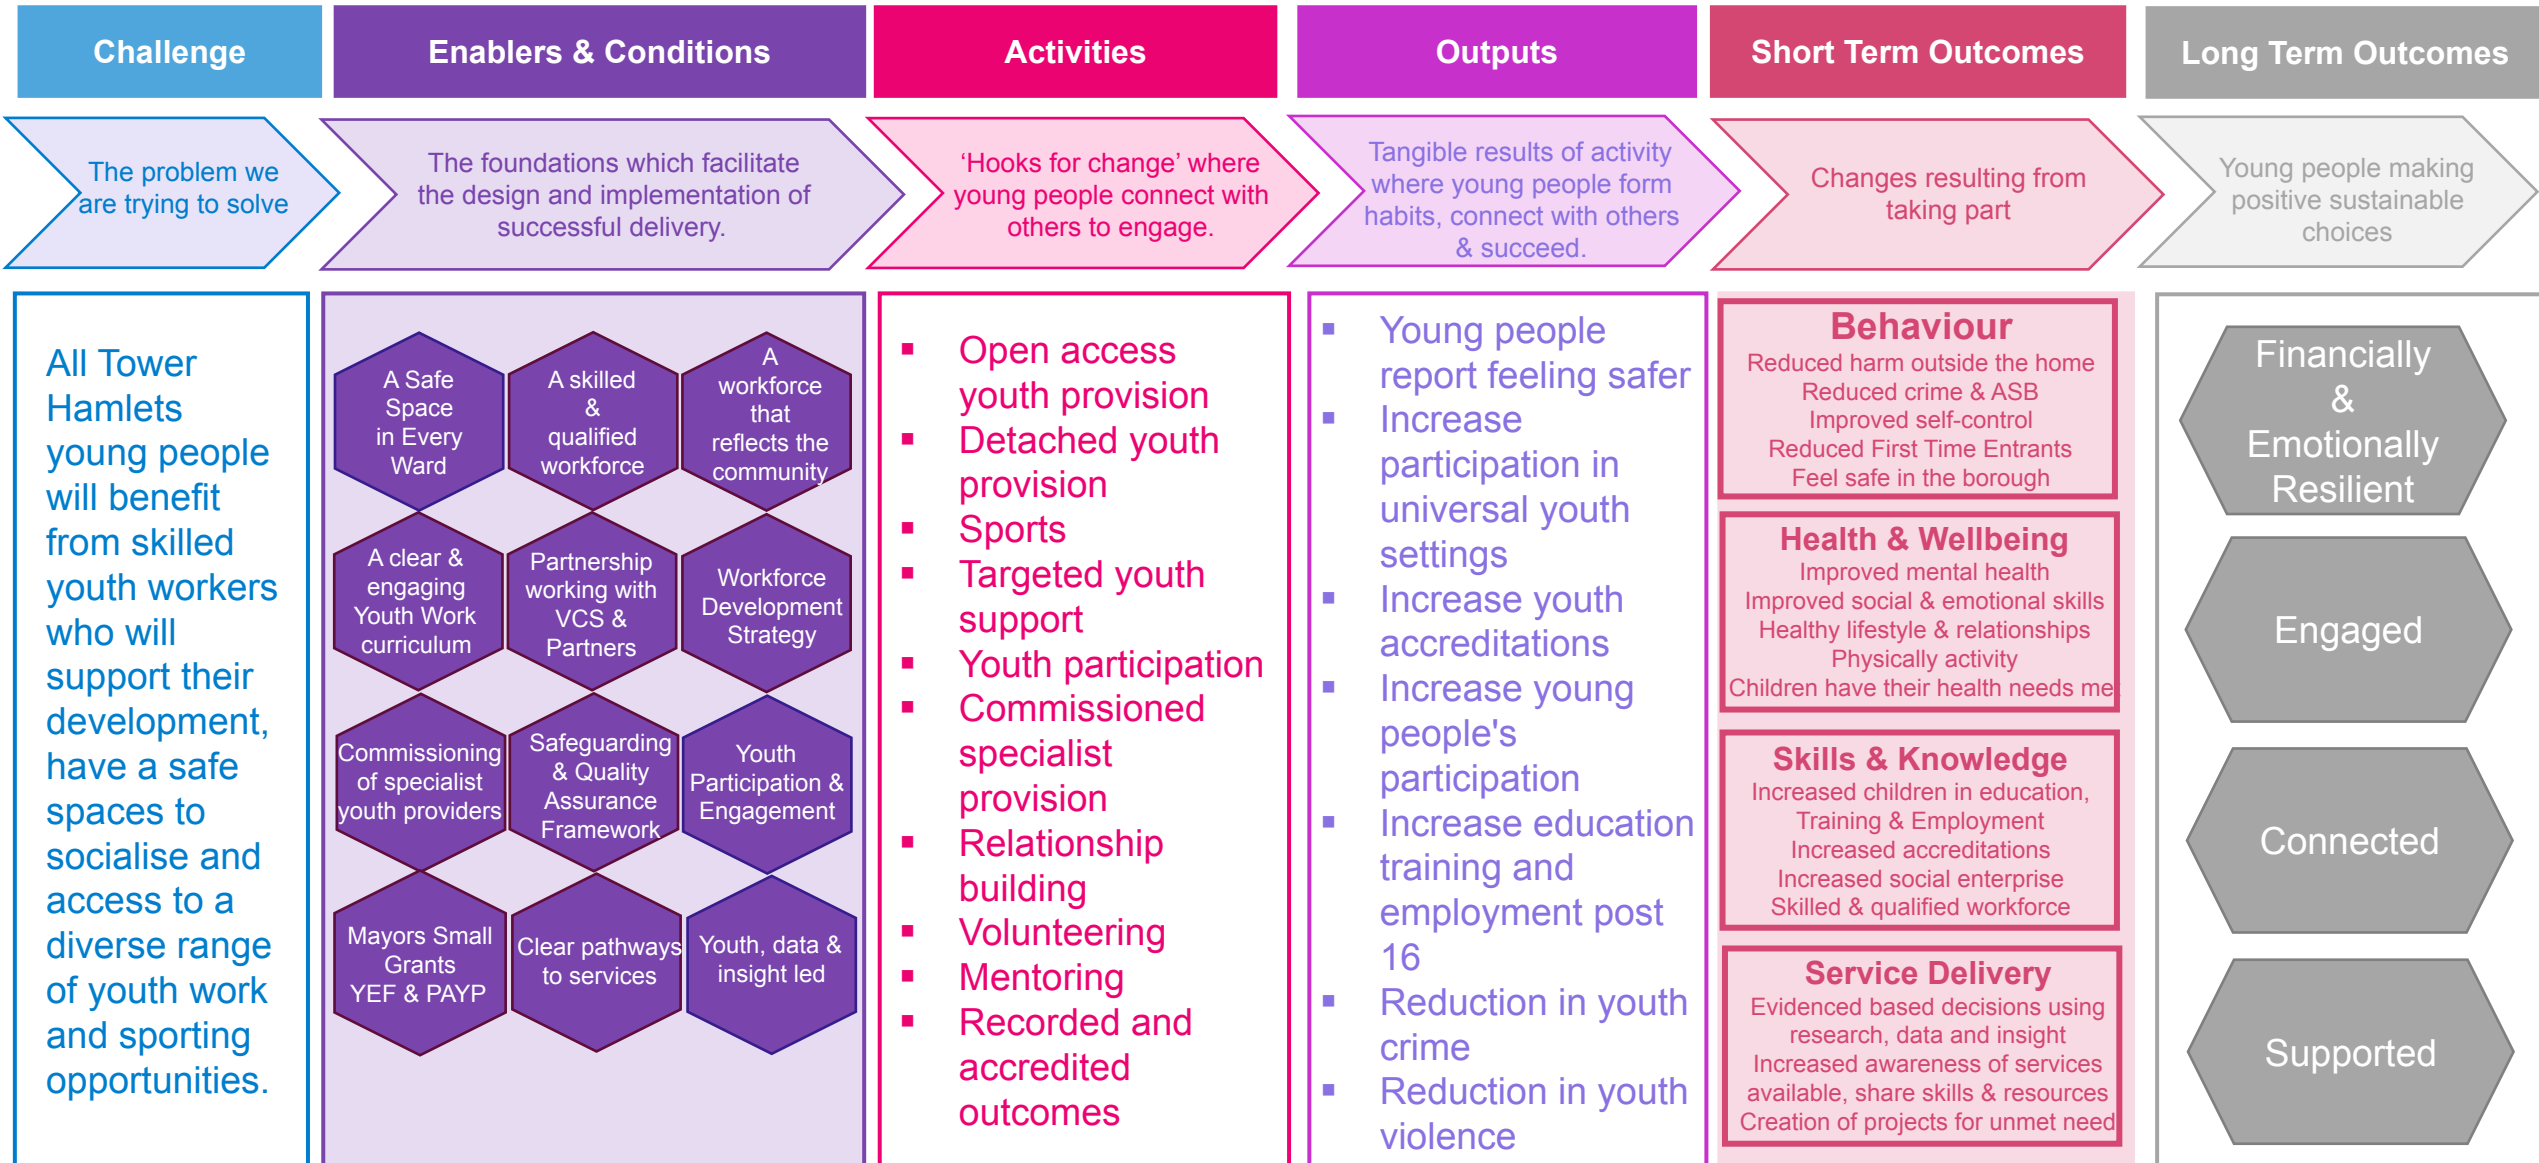 Challenge
Enablers & Conditions
Activities
Outputs
Short Term Outcomes
Long Term Outcomes
The problem we
are trying to solve
The foundations which facilitate
the design and implementation of
successful delivery.
‘Hooks for change’ where
young people connect with
others to engage.
Tangible results of activity
where young people form
habits, connect with others
& succeed.
Changes resulting from
taking part
Young people making
positive sustainable
choices
All Tower
Hamlets
young people
will benefit
from skilled
youth workers
who will
support their
development,
have a safe
spaces to
socialise and
access to a
diverse range
of youth work
and sporting
opportunities.
A Safe
Space
in Every
Ward
A skilled
&
qualified
workforce
A
workforce
that
reflects the
community
A clear &
engaging
Youth Work
curriculum
Partnership
working with
VCS &
Partners
Workforce
Development
Strategy
Commissioning
of specialist
youth providers
Safeguarding
& Quality
Assurance
Framework
Youth
Participation &
Engagement
Mayors Small
Grants
YEF & PAYP
Clear pathways
to services
Youth, data &
insight led
▪ Open access
youth provision
▪ Detached youth
provision
▪ Sports
▪ Targeted youth
support
▪ Youth participation
▪ Commissioned
specialist
provision
▪ Relationship
building
▪ Volunteering
▪ Mentoring
▪ Recorded and
accredited
outcomes
▪ Young people
report feeling safer
▪ Increase
participation in
universal youth
settings
▪ Increase youth
accreditations
▪ Increase young
people's
participation
▪ Increase education
training and
employment post
16
▪ Reduction in youth
crime
▪ Reduction in youth
violence
Behaviour
Reduced harm outside the home
Reduced crime & ASB
Improved self-control
Reduced First Time Entrants
Feel safe in the borough
Health & Wellbeing
Improved mental health
Improved social & emotional skills
Healthy lifestyle & relationships
Physically activity
Children have their health needs met
Skills & Knowledge
Increased children in education,
Training & Employment
Increased accreditations
Increased social enterprise
Skilled & qualified workforce
Service Delivery
Evidenced based decisions using
research, data and insight
Increased awareness of services
available, share skills & resources
Creation of projects for unmet need
Financially
&
Emotionally
Resilient
Engaged
Connected
Supported